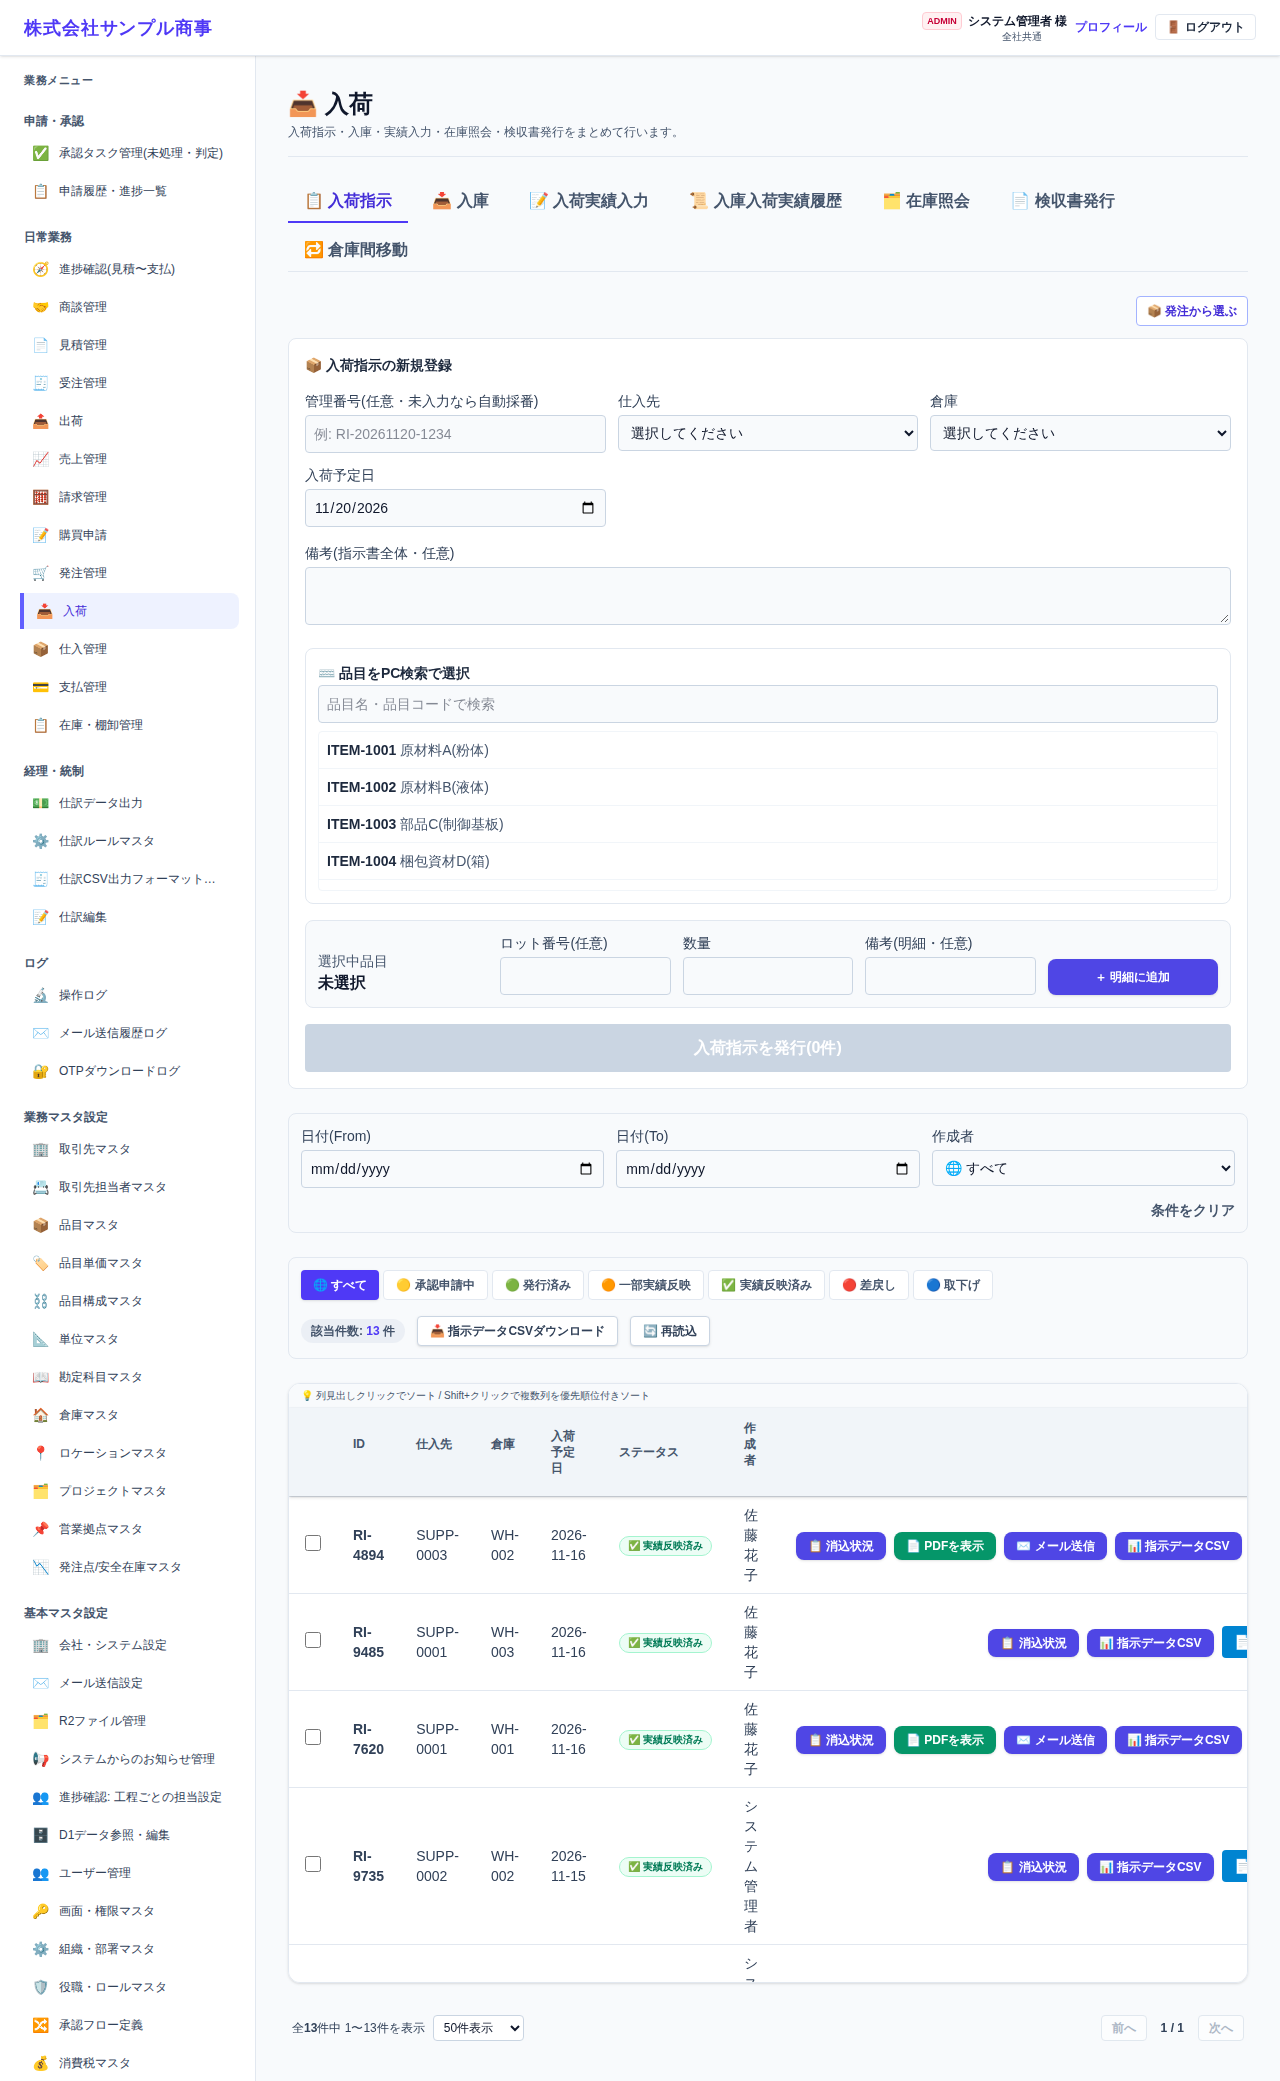 株式会社サンプル商事
ADMIN システム管理者 様
全社共通
プロフィール
ログアウト
業務メニュー
申請・承認
承認タスク管理(未処理・判定)
申請履歴・進捗一覧
日常業務
進捗確認(見積〜支払)
商談管理
見積管理
受注管理
出荷
売上管理
請求管理
購買申請
発注管理
入荷
仕入管理
支払管理
在庫・棚卸管理
経理・統制
仕訳データ出力
仕訳ルールマスタ
仕訳CSV出力フォーマット…
仕訳編集
ログ
操作ログ
メール送信履歴ログ
OTPダウンロードログ
業務マスタ設定
取引先マスタ
取引先担当者マスタ
品目マスタ
品目単価マスタ
品目構成マスタ
単位マスタ
勘定科目マスタ
倉庫マスタ
ロケーションマスタ
プロジェクトマスタ
営業拠点マスタ
発注点/安全在庫マスタ
基本マスタ設定
会社・システム設定
メール送信設定
R2ファイル管理
システムからのお知らせ管理
進捗確認: 工程ごとの担当設定
D1データ参照・編集
ユーザー管理
画面・権限マスタ
組織・部署マスタ
役職・ロールマスタ
承認フロー定義
消費税マスタ
入荷
入荷指示・入庫・実績入力・在庫照会・検収書発行をまとめて行います。
入荷指示 入庫 入荷実績入力 入庫入荷実績履歴 在庫照会 検収書発行
倉庫間移動
発注から選ぶ
入荷指示の新規登録
管理番号(任意・未入力なら自動採番) 仕入先 倉庫
例: RI-20261120-1234 選択してください 選択してください
入荷予定日
11/20/2026
備考(指示書全体・任意)
品目をPC検索で選択
品目名・品目コードで検索
ITEM-1001 原材料A(粉体)
ITEM-1002 原材料B(液体)
ITEM-1003 部品C(制御基板)
ITEM-1004 梱包資材D(箱)
選択中品目 ロット番号(任意) 数量 備考(明細・任意)
未選択 + 明細に追加
入荷指示を発行(0件)
日付(From) 日付(To) 作成者
mm/dd/yyyy mm/dd/yyyy すべて
条件をクリア
すべて 承認申請中 発行済み 一部実績反映 実績反映済み 差戻し 取下げ
該当件数: 13 件 指示データCSVダウンロード 再読込
列見出しクリックでソート / Shift+クリックで複数列を優先順位付きソート
ID 仕入先 倉庫 入荷予定日 ステータス 作成者
RI-4894 SUPP-0003 WH-002 2026-11-16 実績反映済み 佐藤花子 消込状況 PDFを表示 メール送信 指示データCSV
RI-9485 SUPP-0001 WH-003 2026-11-16 実績反映済み 佐藤花子 消込状況 指示データCSV
RI-7620 SUPP-0001 WH-001 2026-11-16 実績反映済み 佐藤花子 消込状況 PDFを表示 メール送信 指示データCSV
RI-9735 SUPP-0002 WH-002 2026-11-15 実績反映済み システム管理者 消込状況 指示データCSV
シ
全13件中 1〜13件を表示 50件表示 前へ 1 / 1 次へ